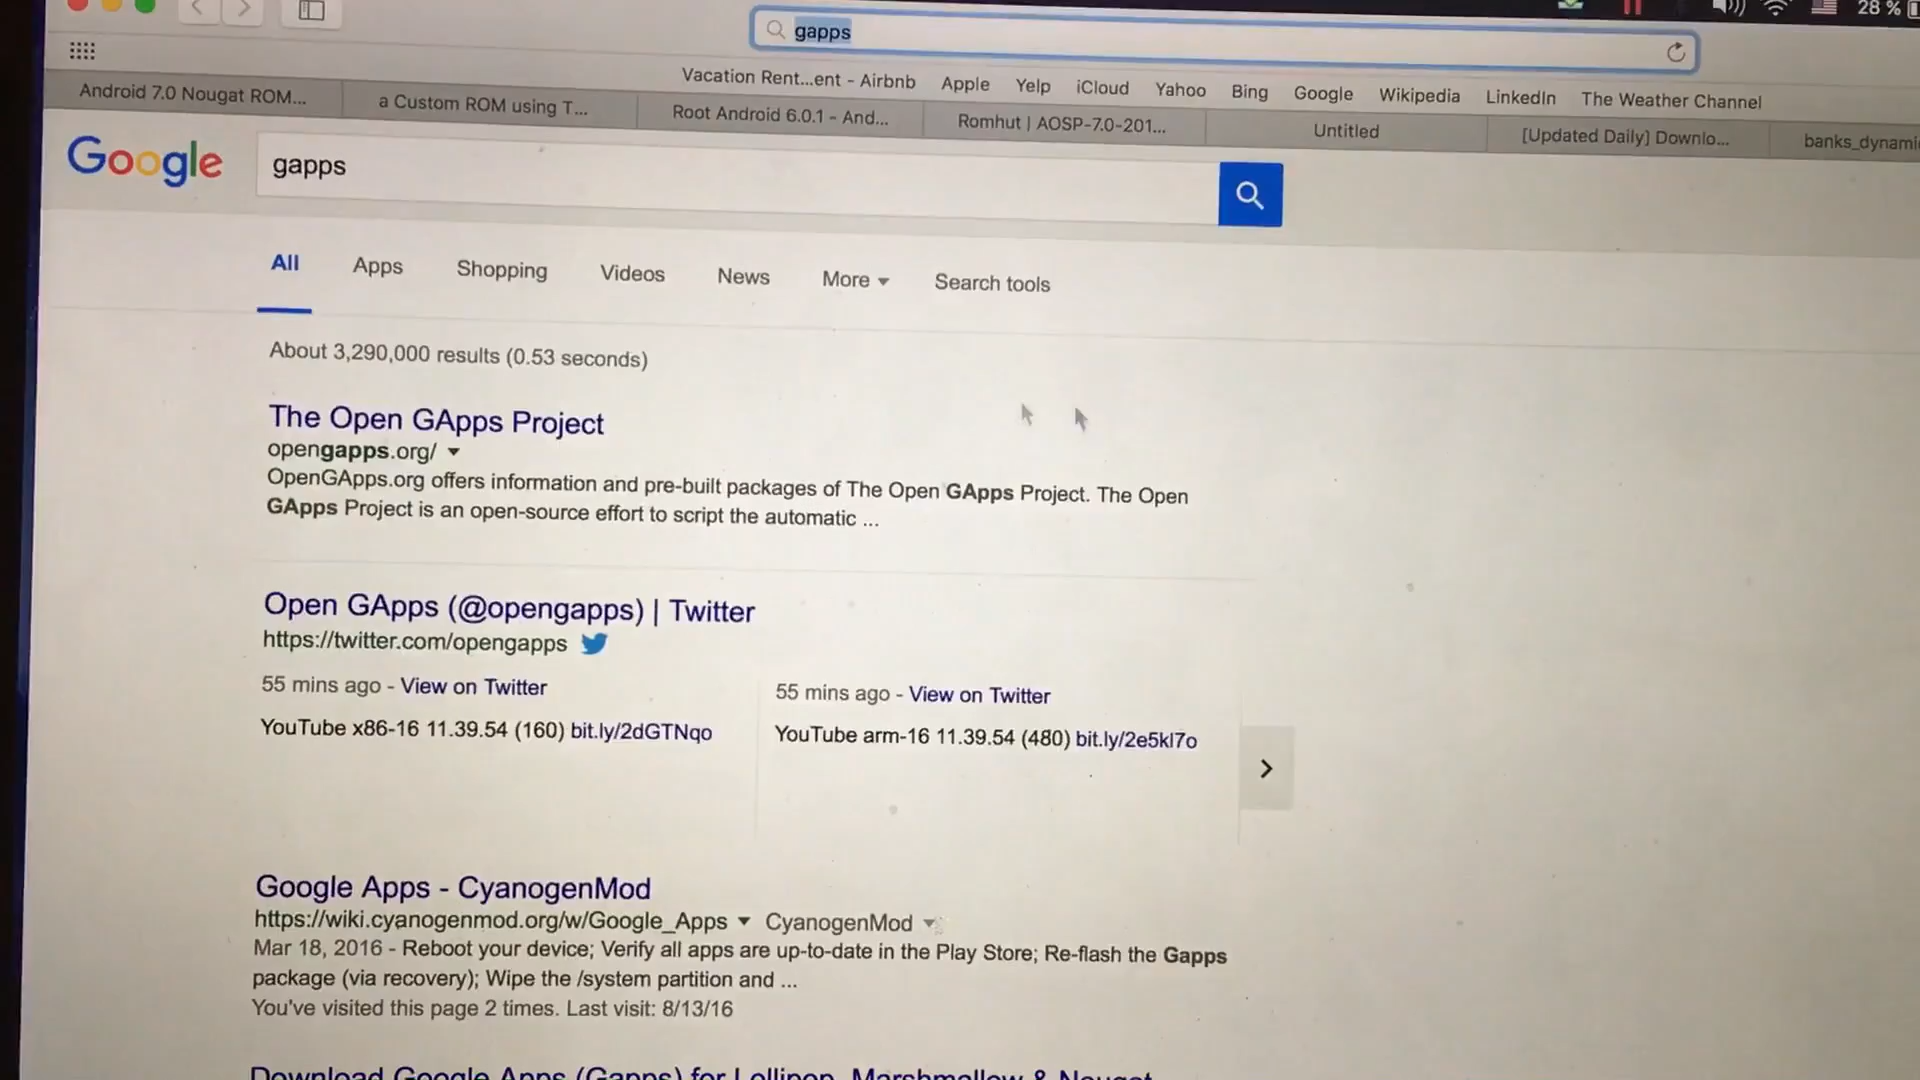 28 %
gapps
Vacation Rent...ent - Airbnb Apple Yelp iCloud Yahoo Bing Google Wikipedia LinkedIn The Weather Channel
Android 7.0 Nougat ROM... a Custom ROM using T... Root Android 6.0.1 - And... Romhut | AOSP-7.0-201... Untitled [Updated Daily] Downlo... banks_dynami
Google gapps
All Apps Shopping Videos News More Search tools
About 3,290,000 results (0.53 seconds)
The Open GApps Project
opengapps.org/
OpenGApps.org offers information and pre-built packages of The Open GApps Project. The Open
GApps Project is an open-source effort to script the automatic ...
Open GApps (@opengapps) | Twitter
https://twitter.com/opengapps
55 mins ago - View on Twitter
YouTube x86-16 11.39.54 (160) bit.ly/2dGTNqo
55 mins ago - View on Twitter
YouTube arm-16 11.39.54 (480) bit.ly/2e5kl7o
Google Apps - CyanogenMod
https://wiki.cyanogenmod.org/w/Google_Apps CyanogenMod
Mar 18, 2016 - Reboot your device; Verify all apps are up-to-date in the Play Store; Re-flash the Gapps
package (via recovery); Wipe the /system partition and ...
You've visited this page 2 times. Last visit: 8/13/16
Download Google Apps (Gapps) for Lollipop, Marshmallow & Nougat